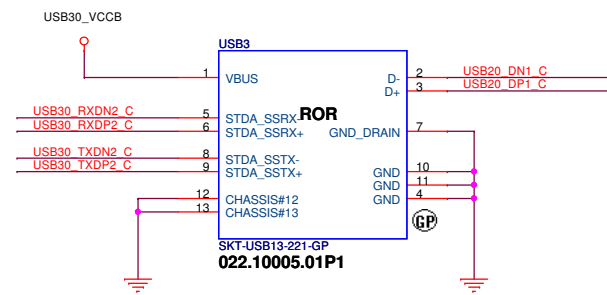 USB30_VCCB
USB3
1 VBUS
D- 2 USB20_DN1_C
D+ 3 USB20_DP1_C
USB30_RXDN2_C 5 STDA_SSRX-
ROR
USB30_RXDP2_C 6 STDA_SSRX+
GND_DRAIN 7
USB30_TXDN2_C 8 STDA_SSTX-
USB30_TXDP2_C 9 STDA_SSTX+
GND 10
GND 11
12 CHASSIS#12
GND 4
13 CHASSIS#13
GP
SKT-USB13-221-GP
022.10005.01P1